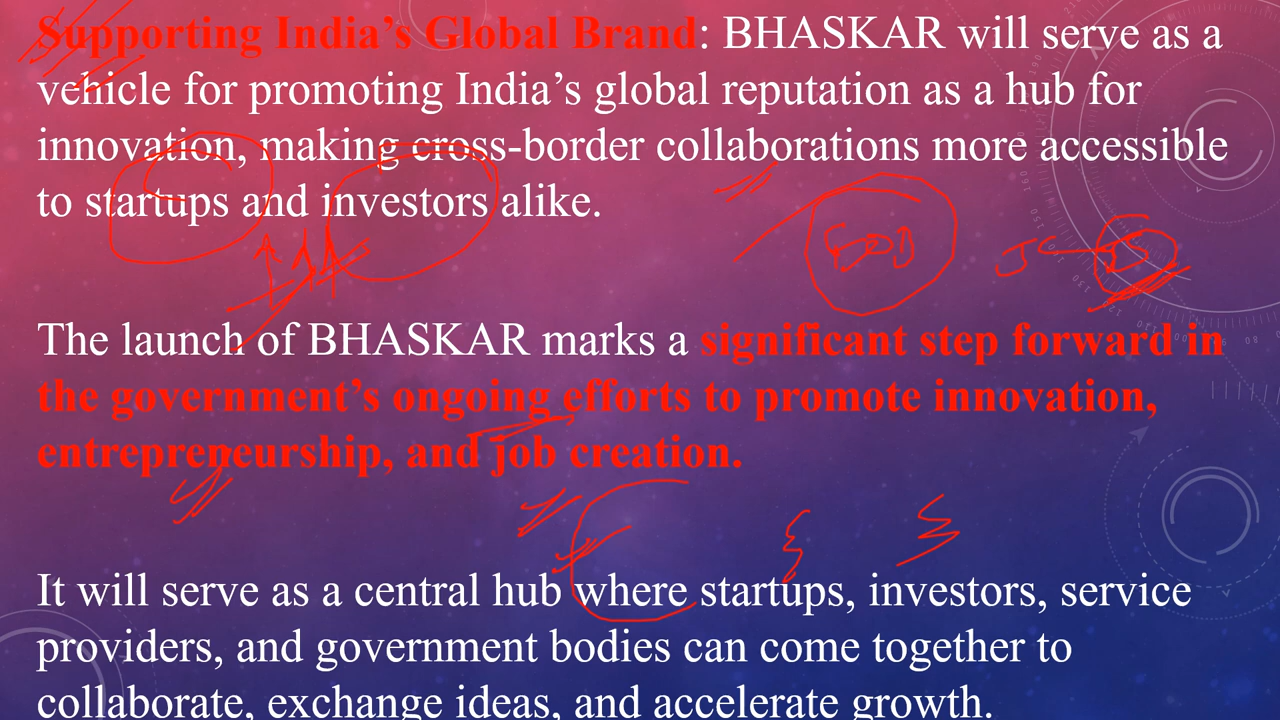 Supporting India’s Global Brand: BHASKAR will serve as a
vehicle for promoting India’s global reputation as a hub for
innovation, making cross-border collaborations more accessible
to startups and investors alike.
The launch of BHASKAR marks a significant step forward in
the government’s ongoing efforts to promote innovation,
entrepreneurship, and job creation.
It will serve as a central hub where startups, investors, service
providers, and government bodies can come together to
collaborate, exchange ideas, and accelerate growth.